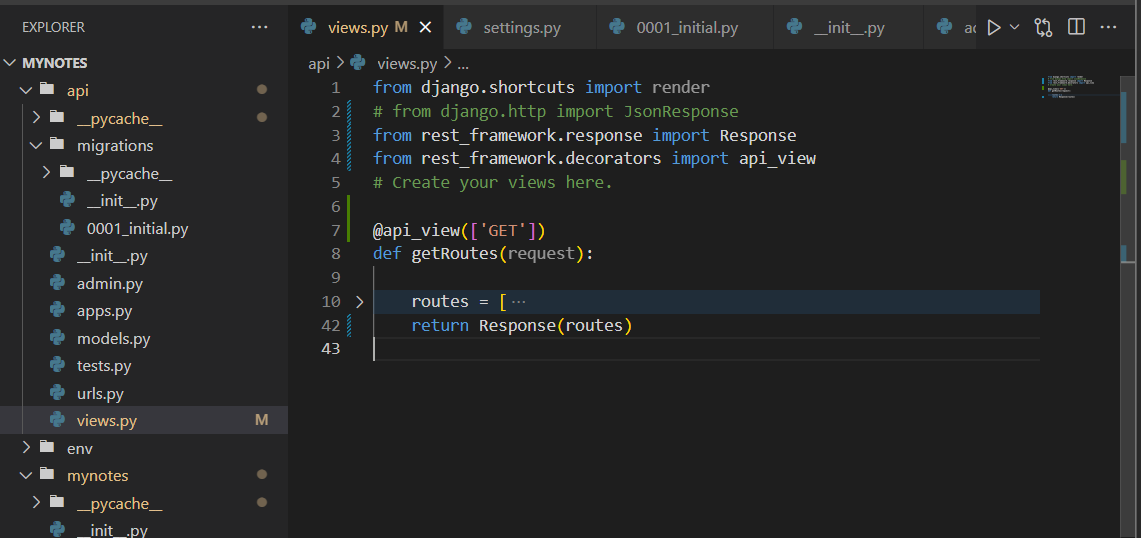 EXPLORER ···
MYNOTES
api
__pycache__
migrations
__pycache__
__init__.py
0001_initial.py
__init__.py
admin.py
apps.py
models.py
tests.py
urls.py
views.py M
env
mynotes
__pycache__
__init__.py
views.py M settings.py 0001_initial.py __init__.py ···
api > views.py > ...
1 from django.shortcuts import render
2 # from django.http import JsonResponse
3 from rest_framework.response import Response
4 from rest_framework.decorators import api_view
5 # Create your views here.
6
7 @api_view(['GET'])
8 def getRoutes(request):
9
10 routes = [ ···
42 return Response(routes)
43